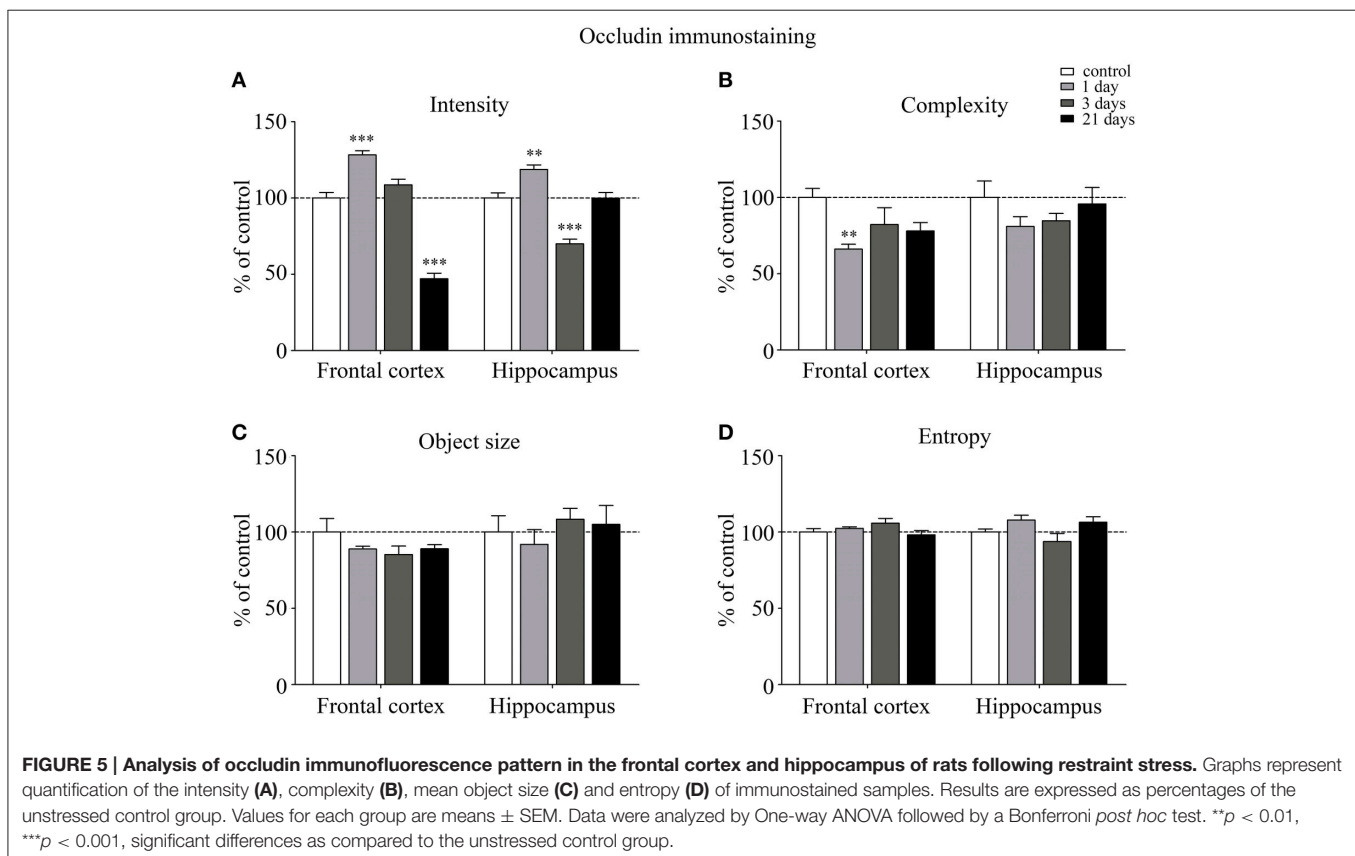 Occludin immunostaining
A
Intensity
% of control
150
***
**
100
***
50
***
0
Frontal cortex Hippocampus
B
control
1 day
3 days
21 days
Complexity
% of control
150
100
**
50
0
Frontal cortex Hippocampus
C
Object size
% of control
150
100
50
0
Frontal cortex Hippocampus
D
Entropy
% of control
150
100
50
0
Frontal cortex Hippocampus
FIGURE 5 | Analysis of occludin immunofluorescence pattern in the frontal cortex and hippocampus of rats following restraint stress. Graphs represent
quantification of the intensity (A), complexity (B), mean object size (C) and entropy (D) of immunostained samples. Results are expressed as percentages of the
unstressed control group. Values for each group are means ± SEM. Data were analyzed by One-way ANOVA followed by a Bonferroni post hoc test. **p < 0.01,
***p < 0.001, significant differences as compared to the unstressed control group.